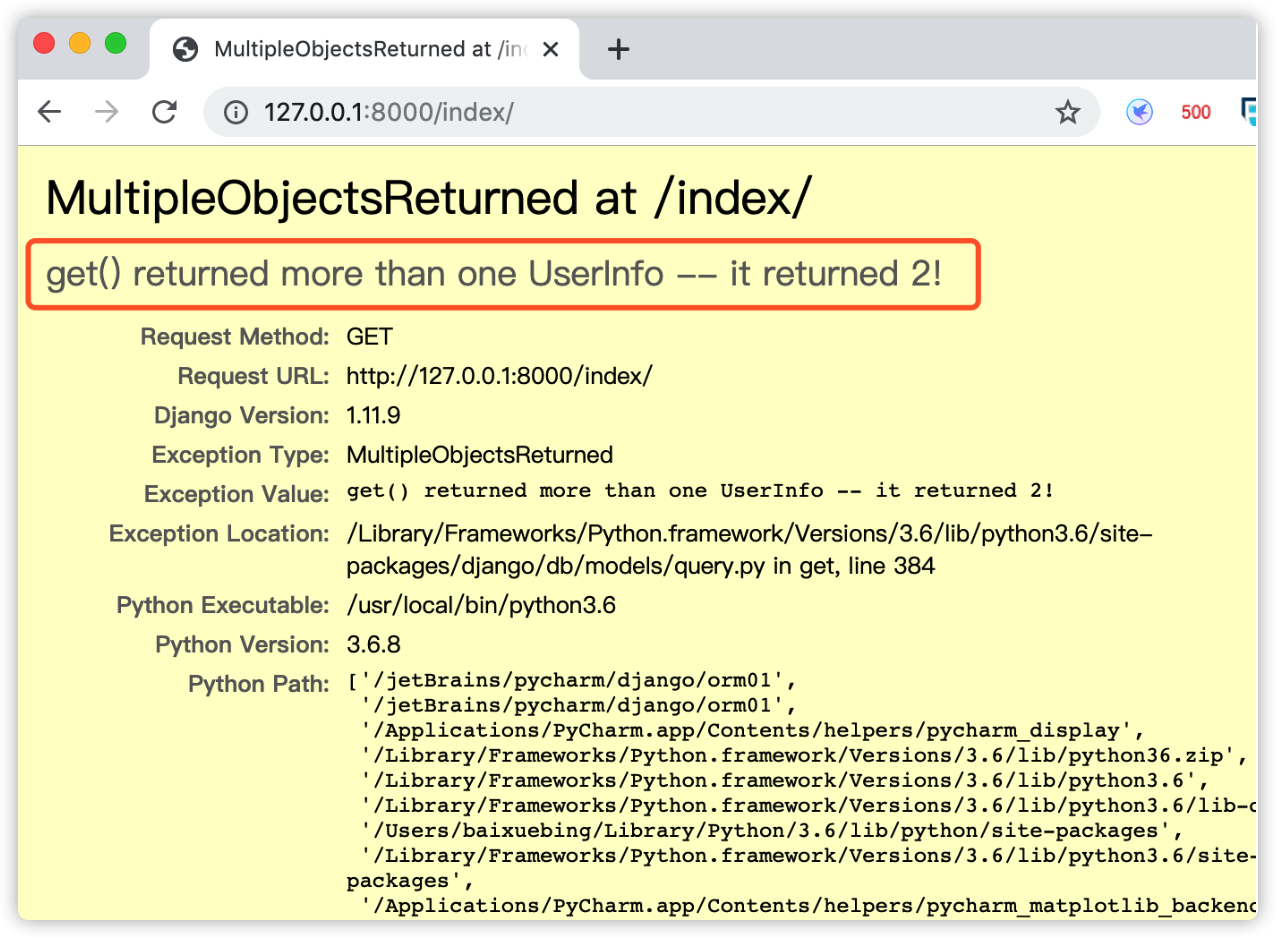 MultipleObjectsReturned at /in
127.0.0.1:8000/index/
500
MultipleObjectsReturned at /index/
get() returned more than one UserInfo -- it returned 2!
Request Method: GET
Request URL: http://127.0.0.1:8000/index/
Django Version: 1.11.9
Exception Type: MultipleObjectsReturned
Exception Value: get() returned more than one UserInfo -- it returned 2!
Exception Location: /Library/Frameworks/Python.framework/Versions/3.6/lib/python3.6/site-
packages/django/db/models/query.py in get, line 384
Python Executable: /usr/local/bin/python3.6
Python Version: 3.6.8
Python Path: ['/jetBrains/pycharm/django/orm01',
'/jetBrains/pycharm/django/orm01',
'/Applications/PyCharm.app/Contents/helpers/pycharm_display',
'/Library/Frameworks/Python.framework/Versions/3.6/lib/python36.zip',
'/Library/Frameworks/Python.framework/Versions/3.6/lib/python3.6',
'/Library/Frameworks/Python.framework/Versions/3.6/lib/python3.6/lib-
'/Users/baixuebing/Library/Python/3.6/lib/python/site-packages',
'/Library/Frameworks/Python.framework/Versions/3.6/lib/python3.6/site-
packages',
'/Applications/PyCharm.app/Contents/helpers/pycharm_matplotlib_backend